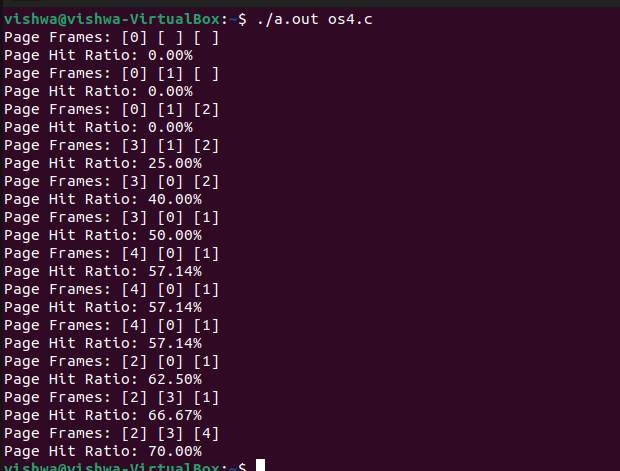 vishwa@vishwa-VirtualBox:~$ ./a.out os4.c
Page Frames: [0] [ ] [ ]
Page Hit Ratio: 0.00%
Page Frames: [0] [1] [ ]
Page Hit Ratio: 0.00%
Page Frames: [0] [1] [2]
Page Hit Ratio: 0.00%
Page Frames: [3] [1] [2]
Page Hit Ratio: 25.00%
Page Frames: [3] [0] [2]
Page Hit Ratio: 40.00%
Page Frames: [3] [0] [1]
Page Hit Ratio: 50.00%
Page Frames: [4] [0] [1]
Page Hit Ratio: 57.14%
Page Frames: [4] [0] [1]
Page Hit Ratio: 57.14%
Page Frames: [4] [0] [1]
Page Hit Ratio: 57.14%
Page Frames: [2] [0] [1]
Page Hit Ratio: 62.50%
Page Frames: [2] [3] [1]
Page Hit Ratio: 66.67%
Page Frames: [2] [3] [4]
Page Hit Ratio: 70.00%
vishwa@vishwa-VirtualBox:~$